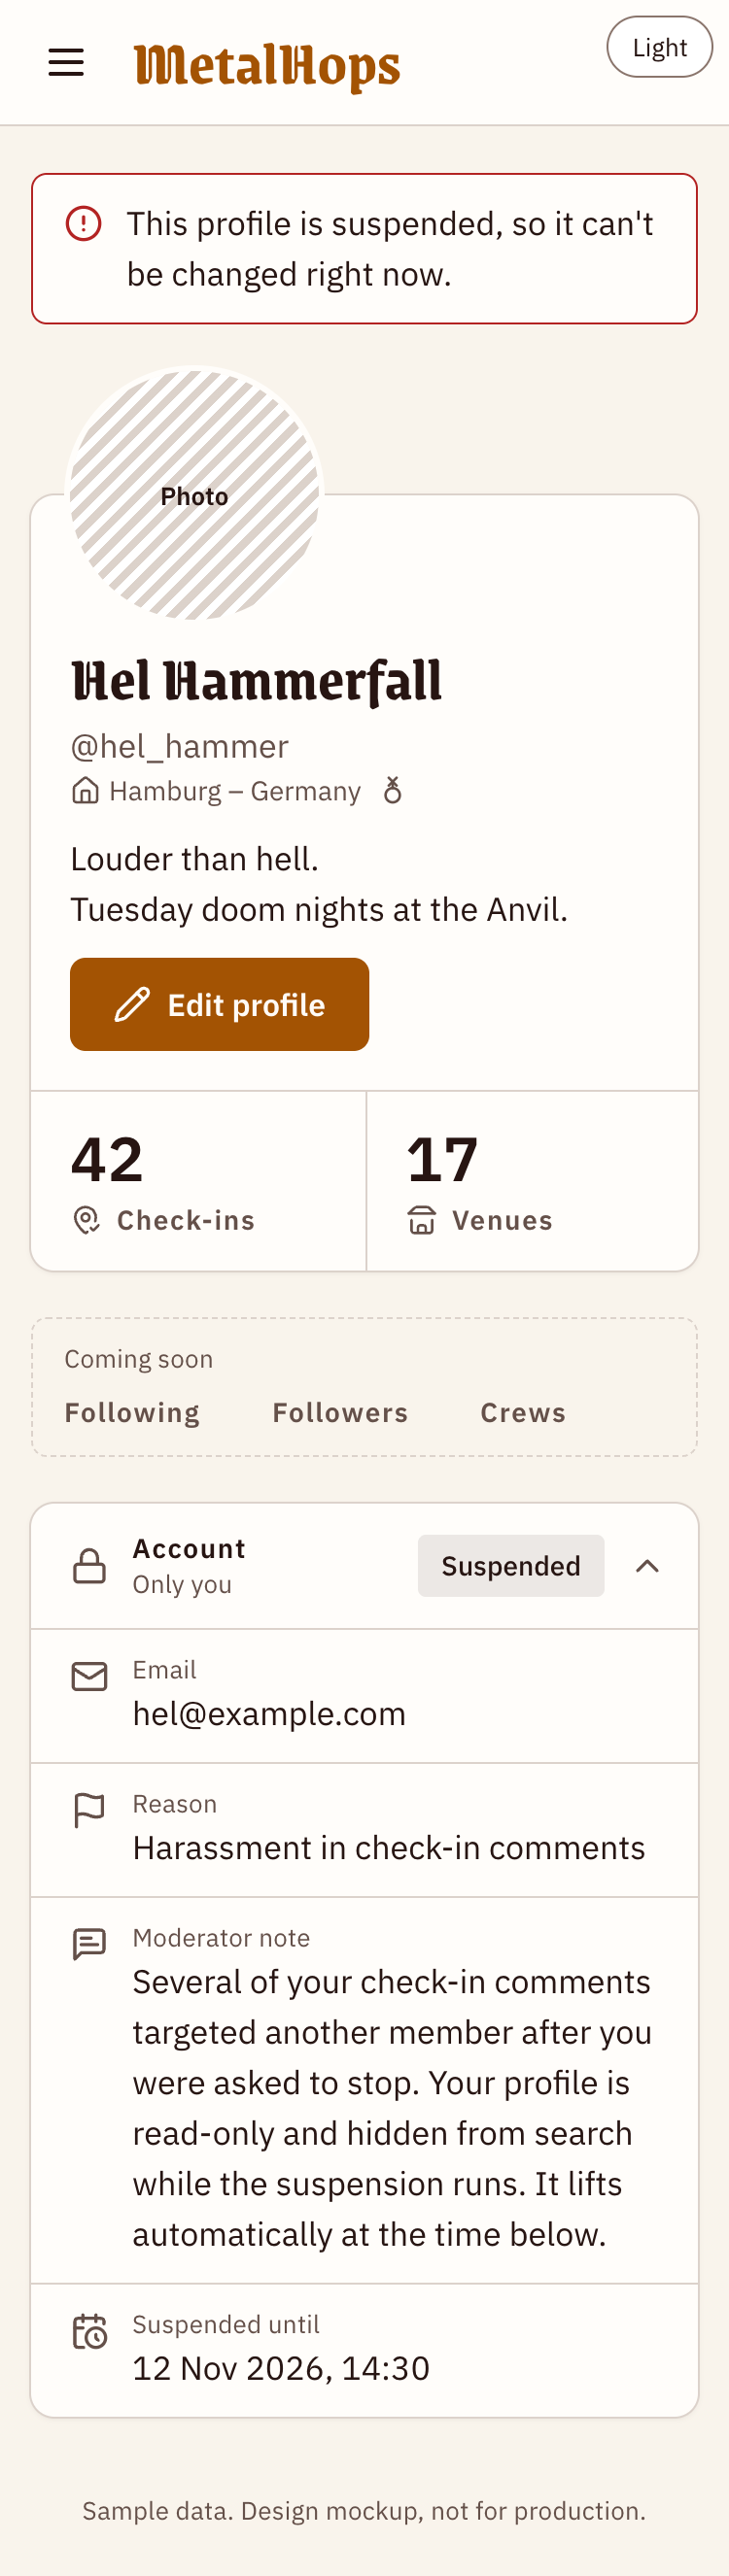 MetalHops
Light
This profile is suspended, so it can't
be changed right now.
Photo
Hel Hammerfall
@hel_hammer
Hamburg – Germany
Louder than hell.
Tuesday doom nights at the Anvil.
Edit profile
42
Check-ins
17
Venues
Coming soon
Following Followers Crews
Account
Only you
Suspended
Email
hel@example.com
Reason
Harassment in check-in comments
Moderator note
Several of your check-in comments
targeted another member after you
were asked to stop. Your profile is
read-only and hidden from search
while the suspension runs. It lifts
automatically at the time below.
Suspended until
12 Nov 2026, 14:30
Sample data. Design mockup, not for production.